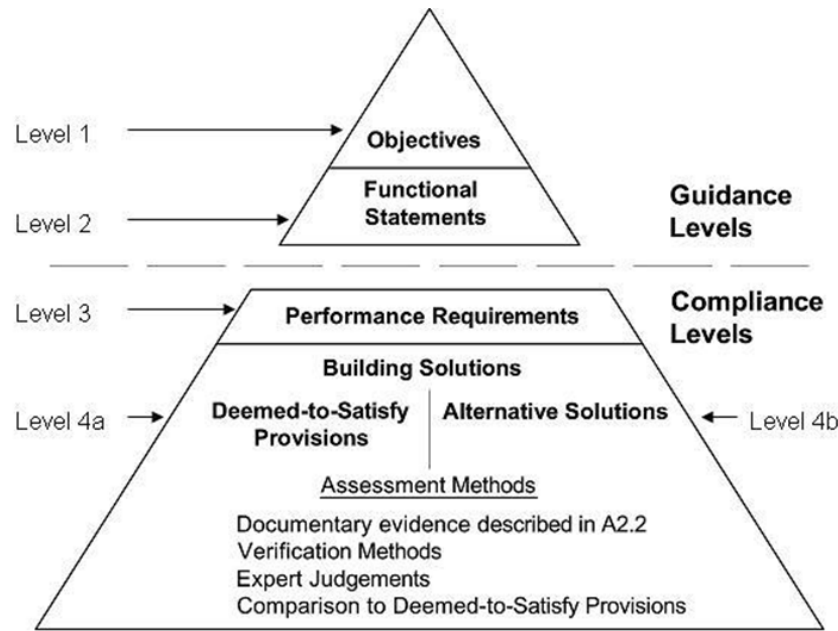 Level 1
Objectives
Functional
Statements
Level 2
Guidance
Levels
Level 3
Performance Requirements
Compliance
Levels
Building Solutions
Level 4a
Deemed-to-Satisfy
Provisions
Alternative Solutions
Level 4b
Assessment Methods
Documentary evidence described in A2.2
Verification Methods
Expert Judgements
Comparison to Deemed-to-Satisfy Provisions